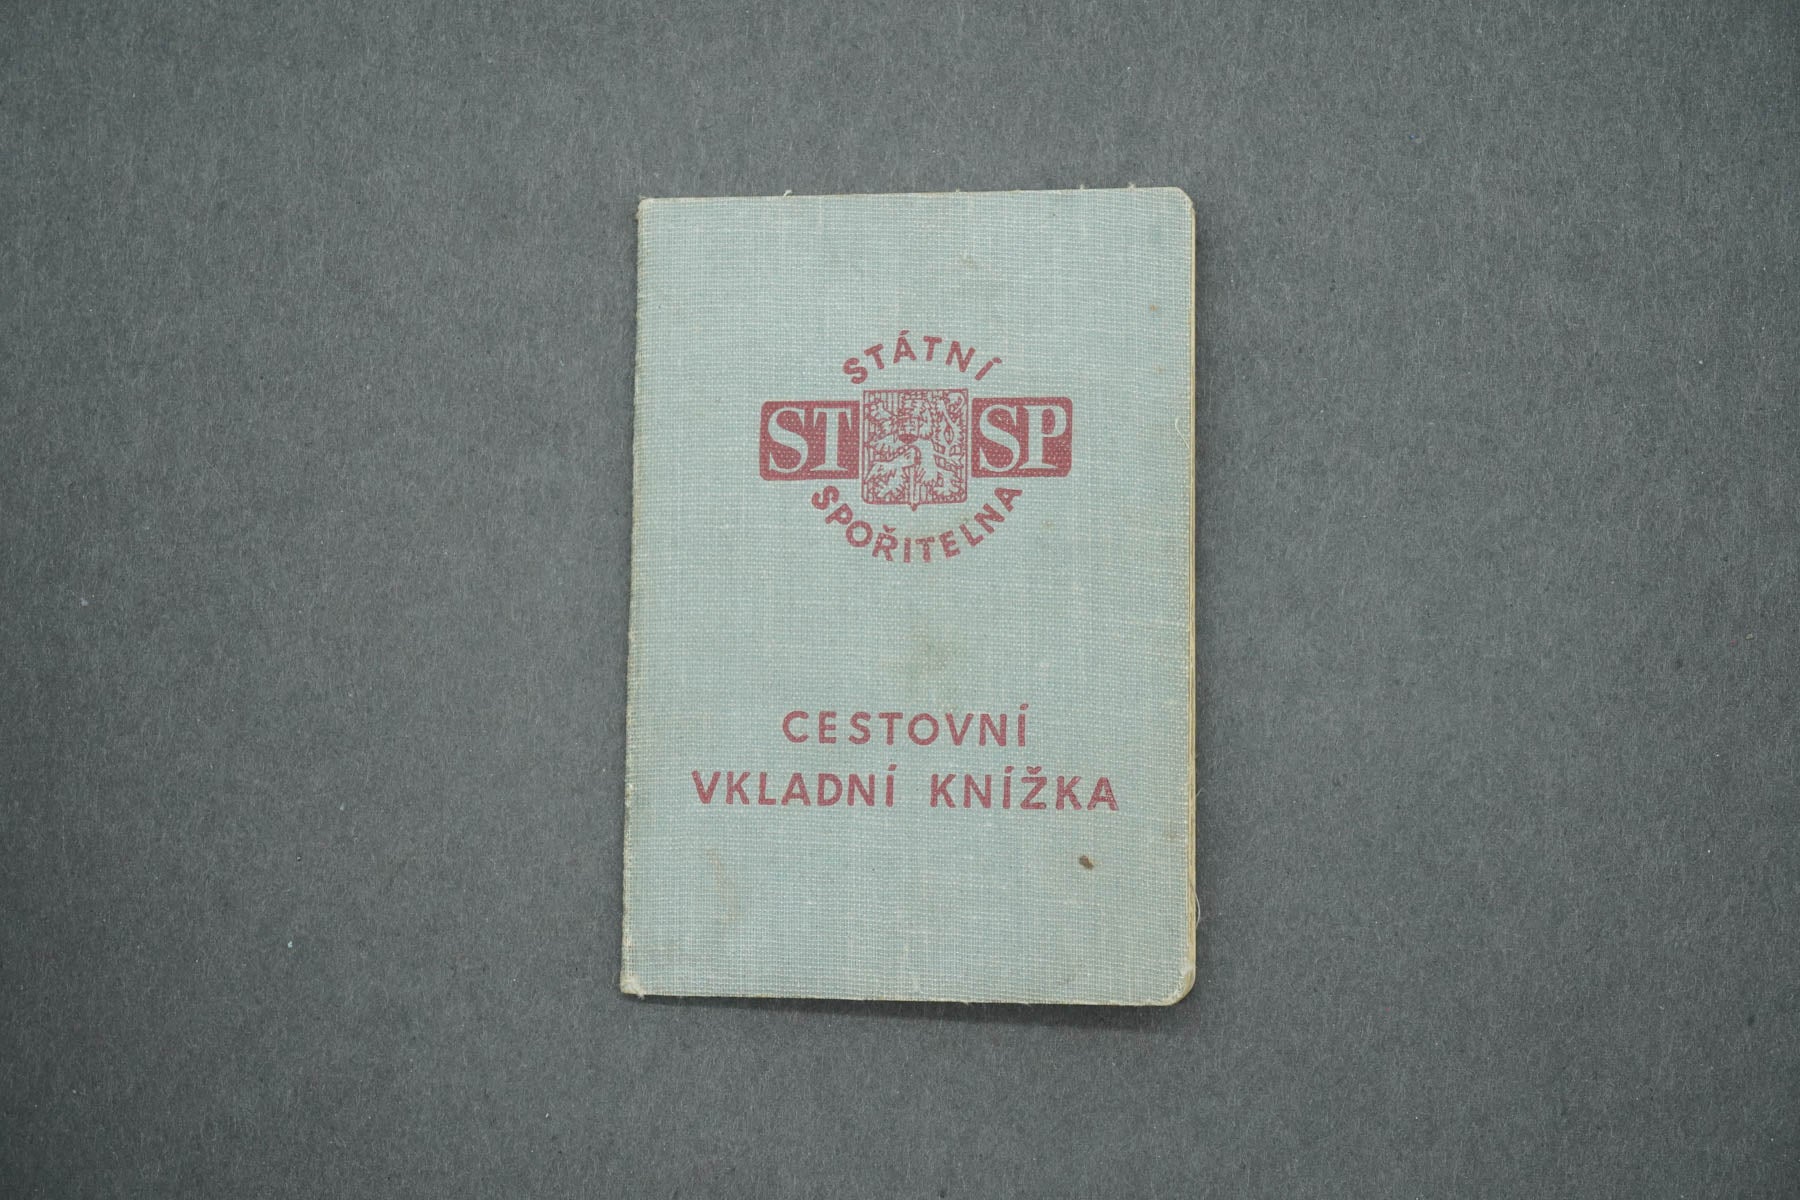 STÁTNÍ
ST SP
SPOŘITELNA
CESTOVNÍ
VKLADNÍ KNÍŽKA